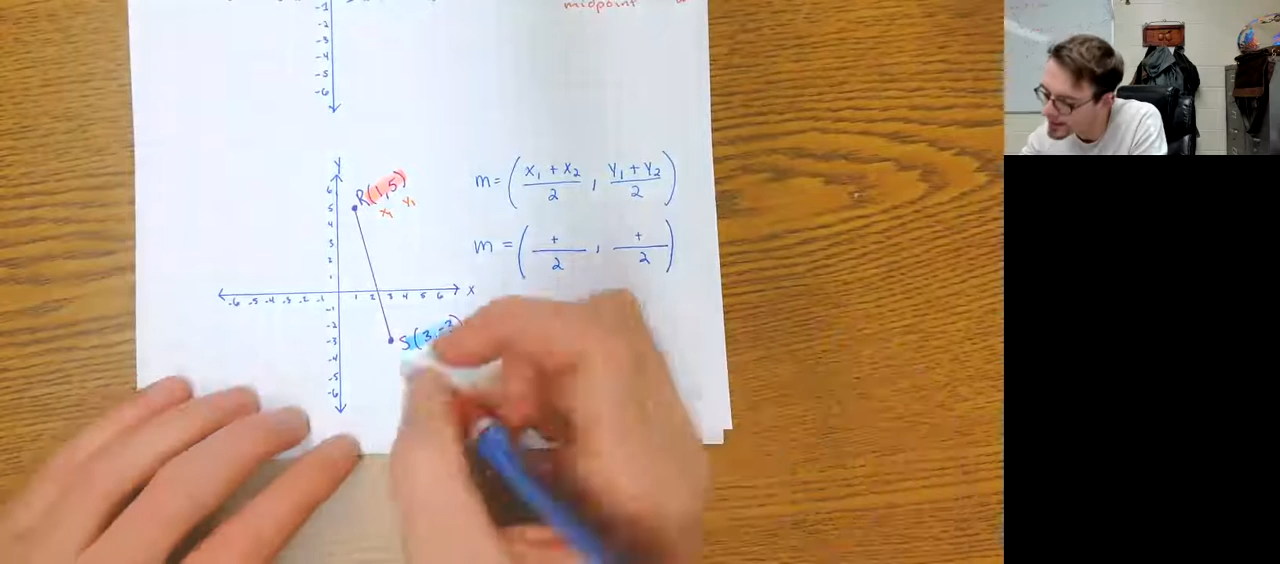 midpoint
-1
-2
-3
-4
-5
-6
y
6
5
4
3
2
1
R(1,5)
x₁ y₁
-6 -5 -4 -3 -2 -1 1 2 3 4 5 6 x
-1
-2
-3
-4
-5
-6
S(3,-3)
m = ( x₁ + x₂ / 2 , y₁ + y₂ / 2 )
m = ( + / 2 , + / 2 )